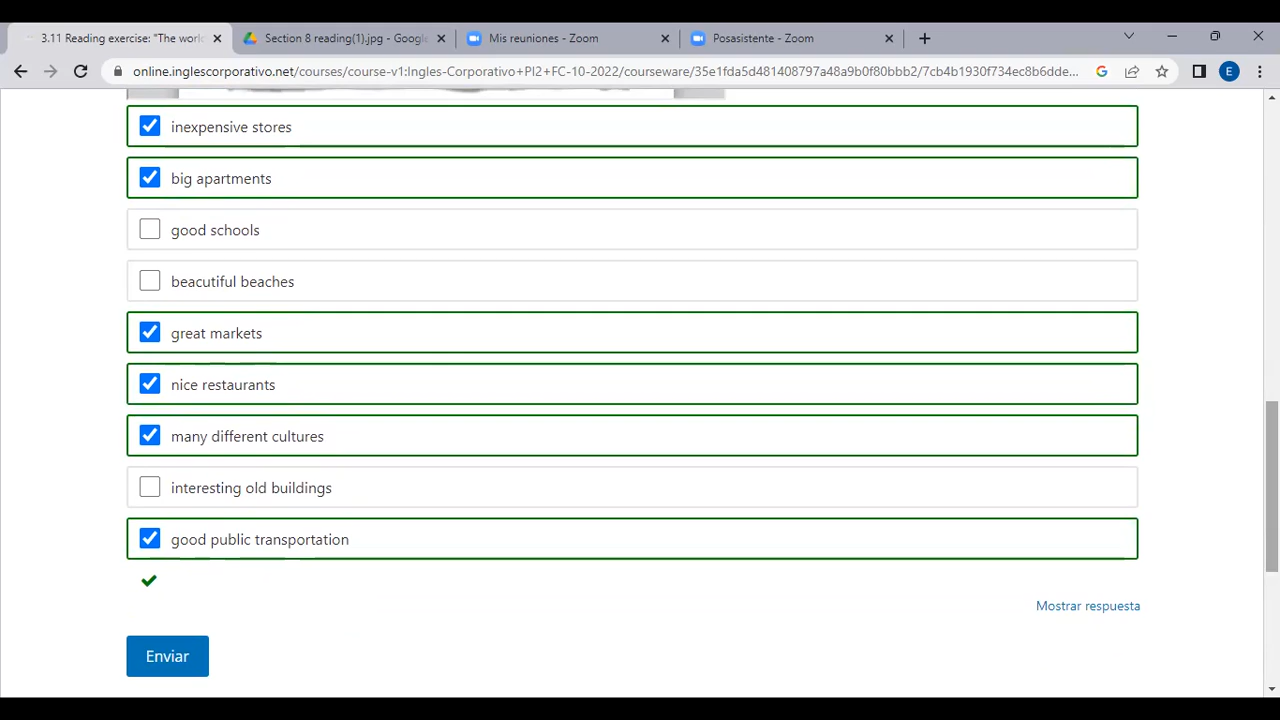 3.11 Reading exercise: "The world
Section 8 reading(1).jpg - Google
Mis reuniones - Zoom
Posasistente - Zoom
online.inglescorporativo.net/courses/course-v1:Ingles-Corporativo+PI2+FC-10-2022/courseware/35e1fda5d481408797a48a9b0f80bbb2/7cb4b1930f734ec8b6dde...
E
inexpensive stores
big apartments
good schools
beacutiful beaches
great markets
nice restaurants
many different cultures
interesting old buildings
good public transportation
Mostrar respuesta
Enviar